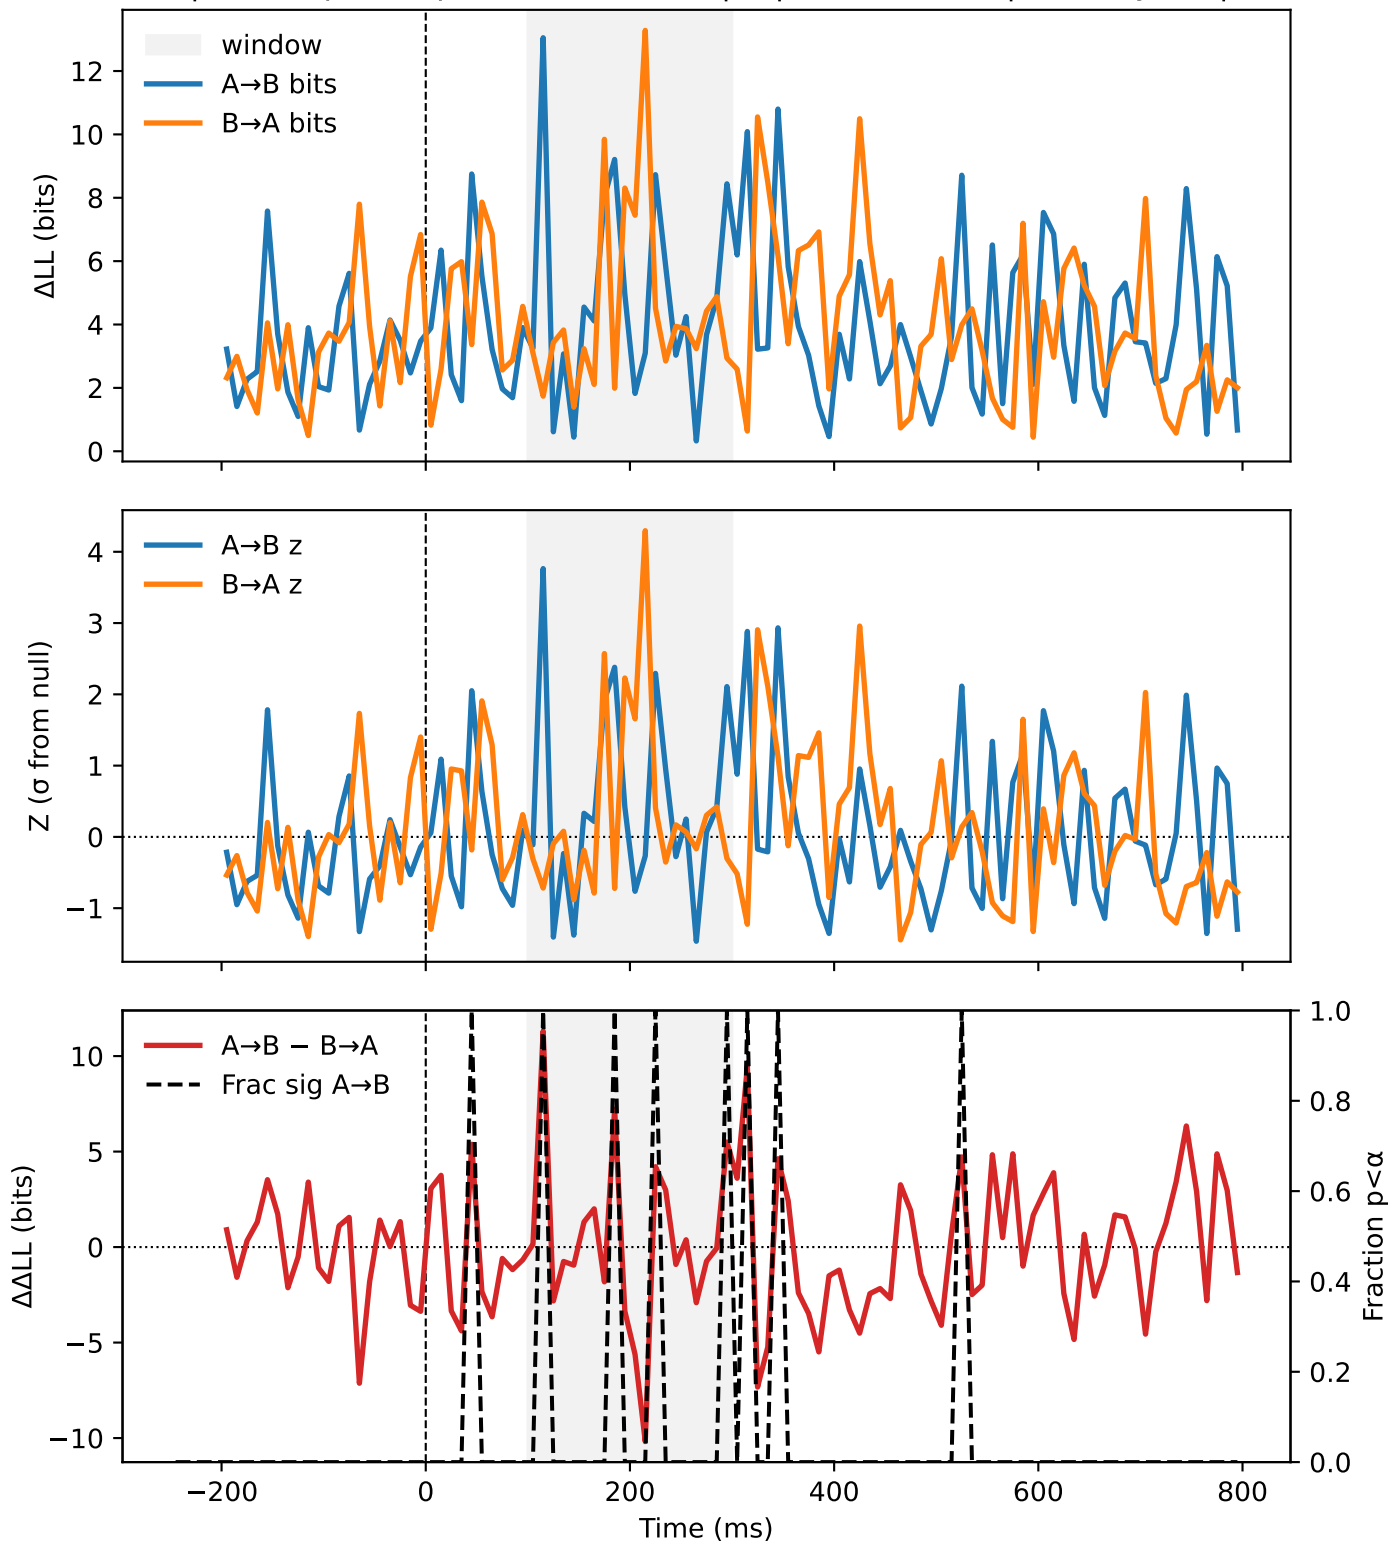 window
A→B bits
B→A bits
ΔLL (bits)
12
10
8
6
4
2
0
A→B z
B→A z
Z (σ from null)
4
3
2
1
0
−1
A→B − B→A
Frac sig A→B
ΔΔLL (bits)
10
5
0
−5
−10
1.0
0.8
0.6
0.4
0.2
0.0
Fraction p<α
−200
0
200
400
600
800
Time (ms)